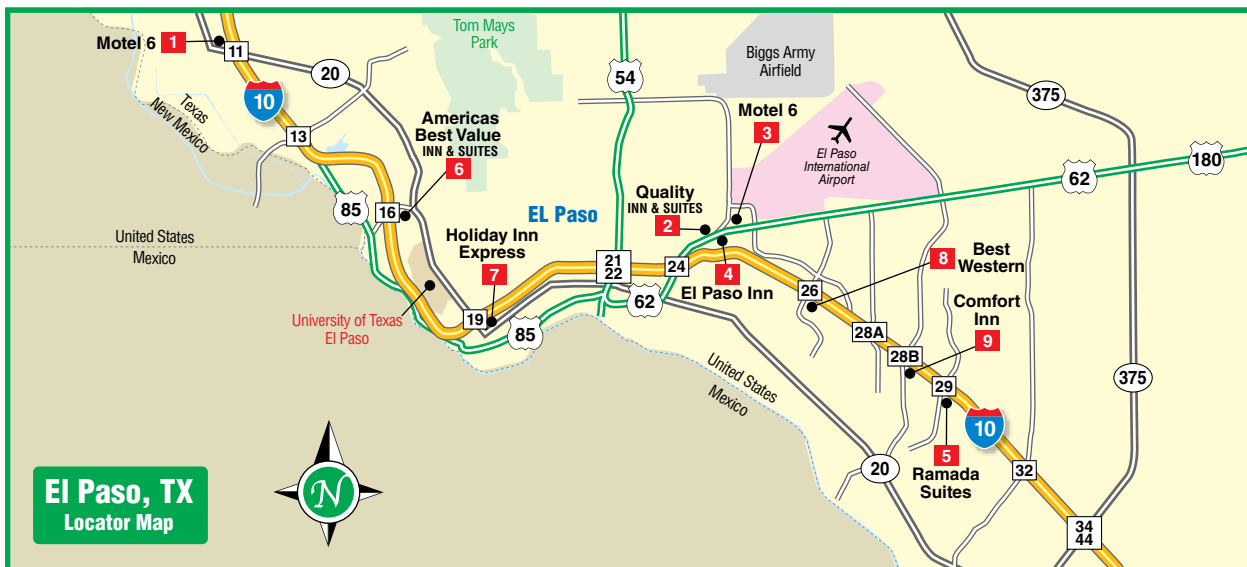 Motel 6 1
11
20
10
Texas
New Mexico
13
Tom Mays
Park
54
Biggs Army
Airfield
375
Americas
Best Value
INN & SUITES
6
Motel 6
3
El Paso
International
Airport
180
62
85
16
United States
Mexico
EL Paso
Quality
INN & SUITES
2
Holiday Inn
Express
7
21
22
24
4
El Paso Inn
8 Best
Western
26
Comfort
Inn
9
University of Texas
El Paso
19
85
62
28A
28B
29
United States
Mexico
375
10
5
Ramada
Suites
20
32
34
44
El Paso, TX
Locator Map
N